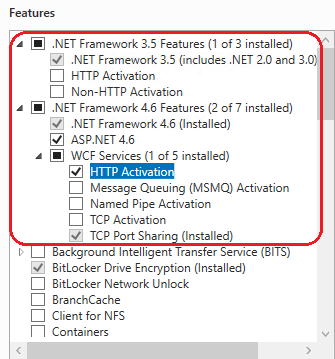 Features
.NET Framework 3.5 Features (1 of 3 installed)
.NET Framework 3.5 (includes .NET 2.0 and 3.0)
HTTP Activation
Non-HTTP Activation
.NET Framework 4.6 Features (2 of 7 installed)
.NET Framework 4.6 (Installed)
ASP.NET 4.6
WCF Services (1 of 5 installed)
HTTP Activation
Message Queuing (MSMQ) Activation
Named Pipe Activation
TCP Activation
TCP Port Sharing (Installed)
Background Intelligent Transfer Service (BITS)
BitLocker Drive Encryption (Installed)
BitLocker Network Unlock
BranchCache
Client for NFS
Containers